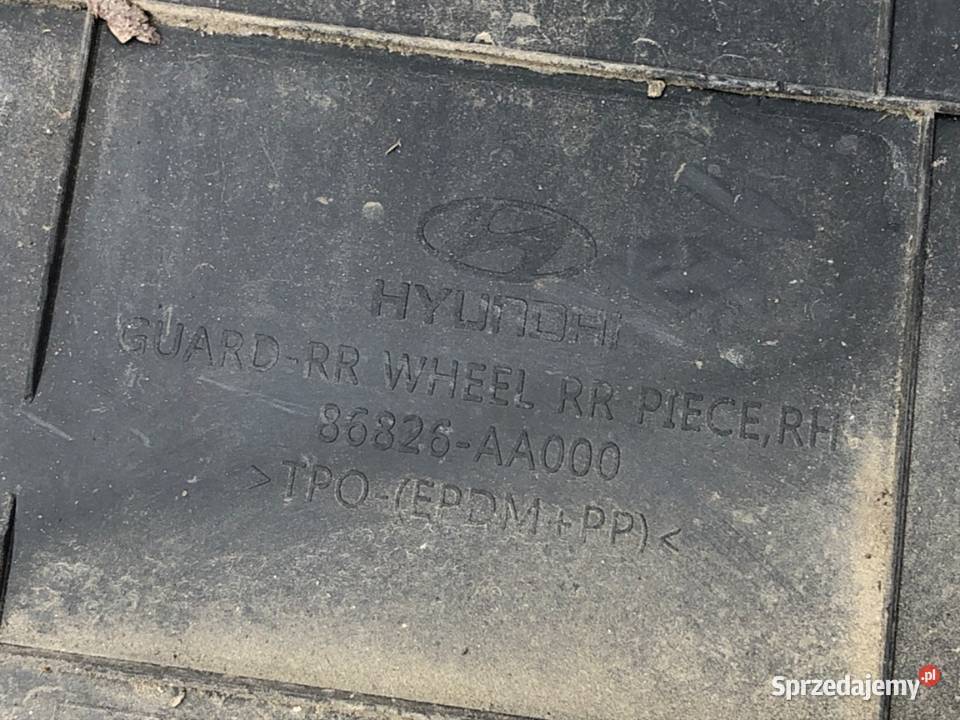 HYUNDAI
GUARD-RR WHEEL RR PIECE,RH
86826-AA000
>TPO-(EPDM+PP)<
Sprzedajemy.pl